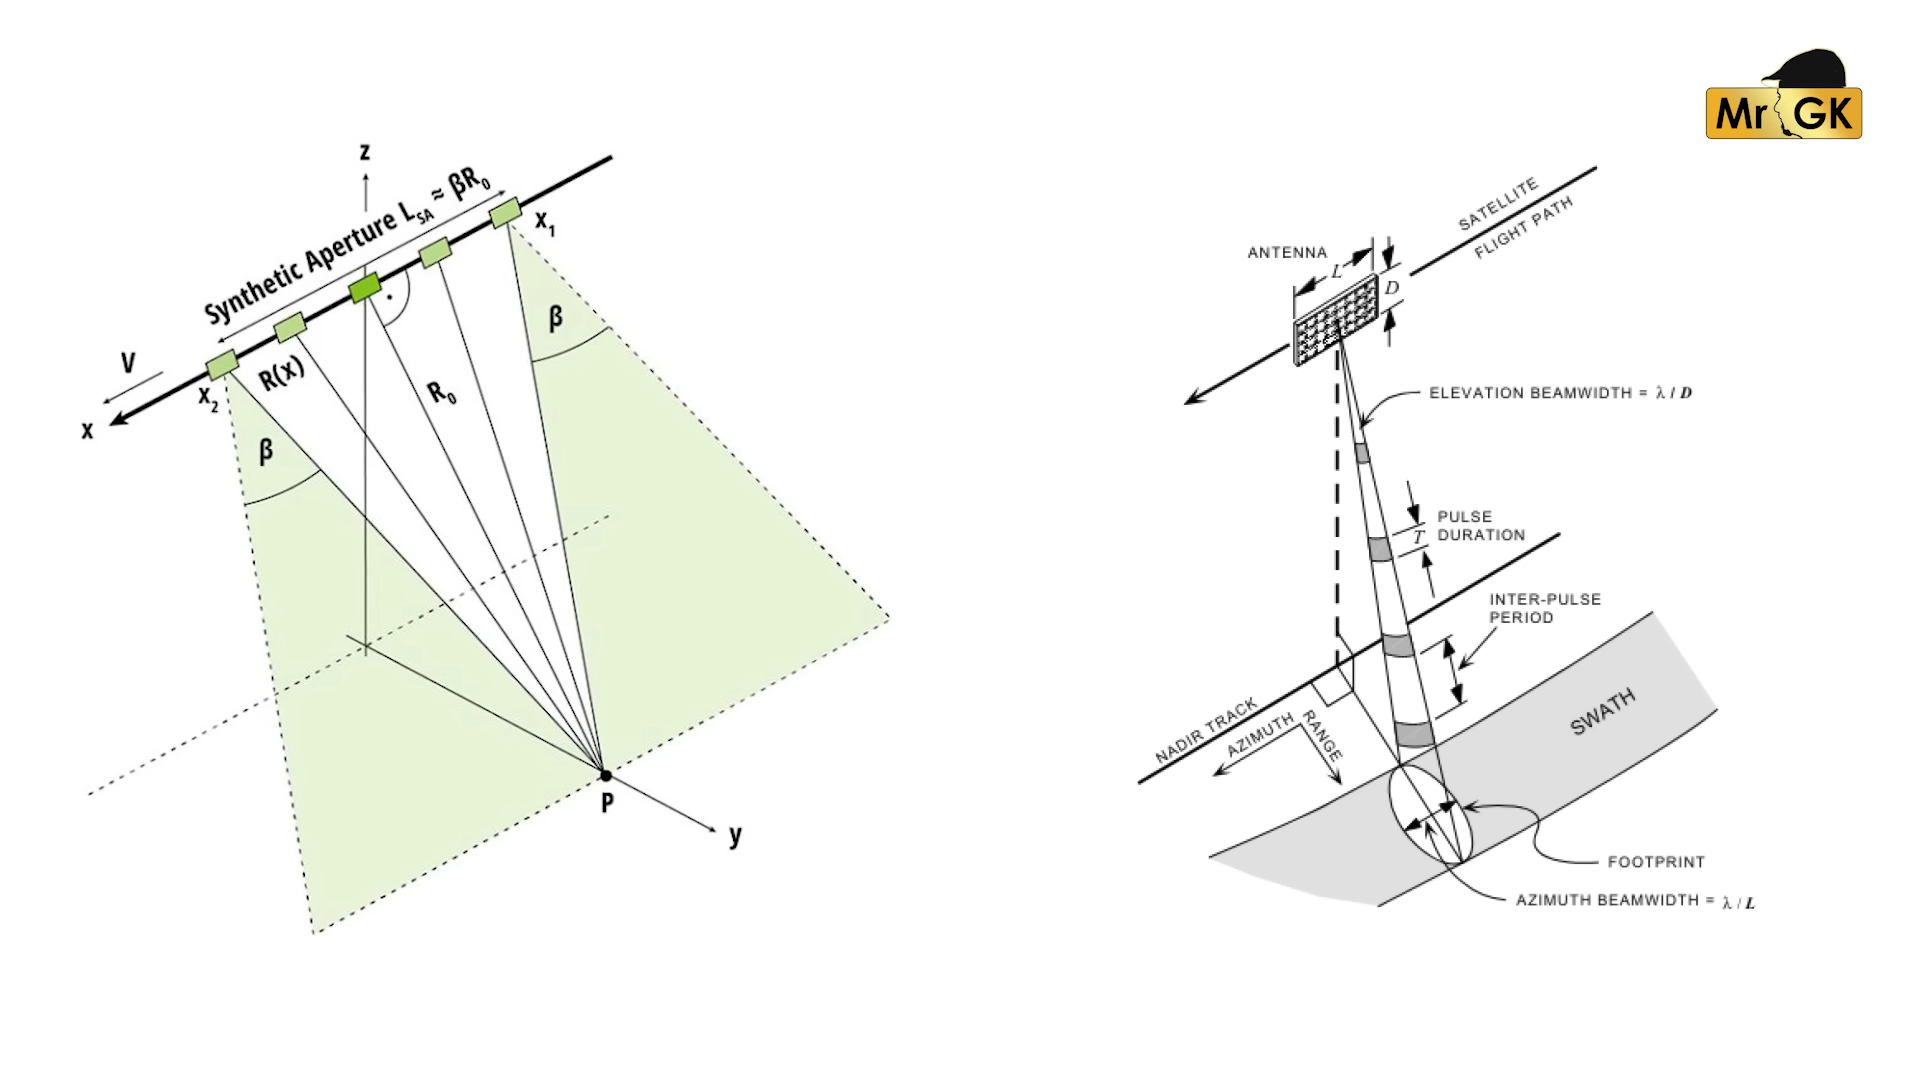 Mr GK
z
Synthetic Aperture L_SA ≈ βR_0
x_1
V
x
x_2
R(x)
R_0
β
β
P
y
SATELLITE
FLIGHT PATH
ANTENNA
L
D
ELEVATION BEAMWIDTH = λ / D
PULSE
DURATION
T
INTER-PULSE
PERIOD
NADIR TRACK
AZIMUTH
RANGE
SWATH
FOOTPRINT
AZIMUTH BEAMWIDTH = λ / L